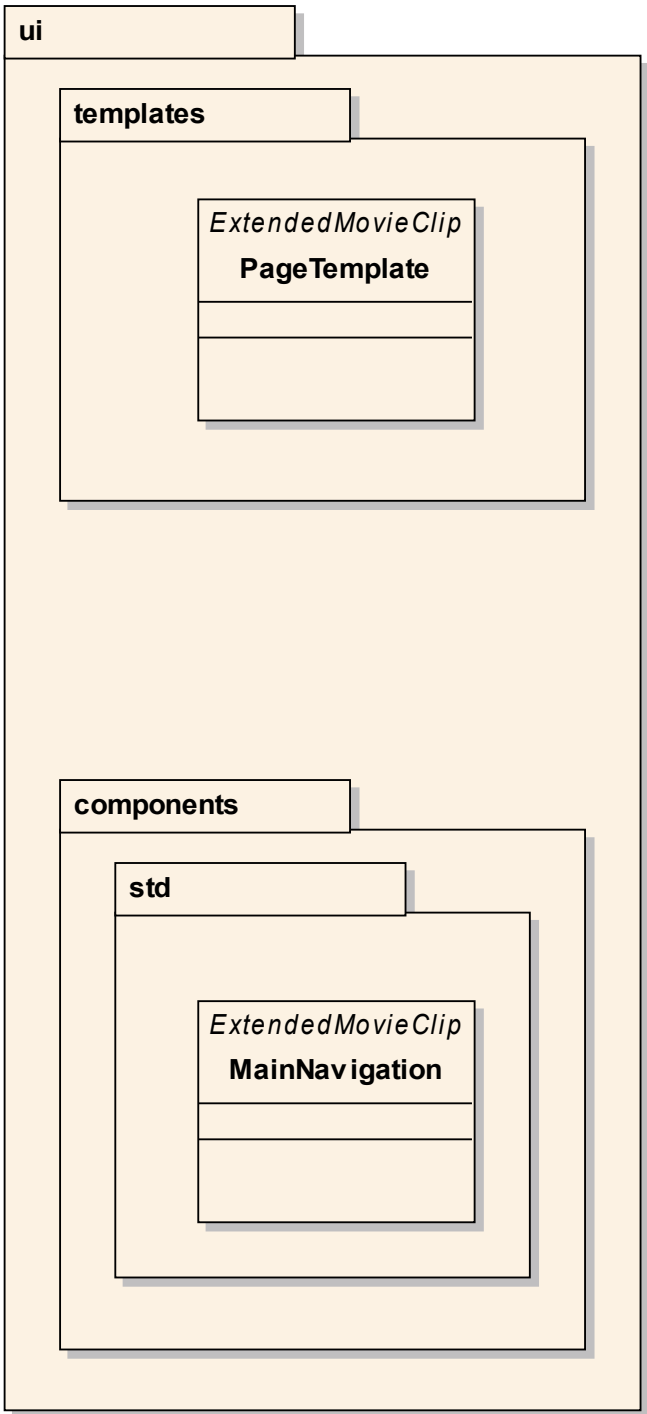 ui
templates
ExtendedMovieClip
PageTemplate
components
std
ExtendedMovieClip
MainNavigation